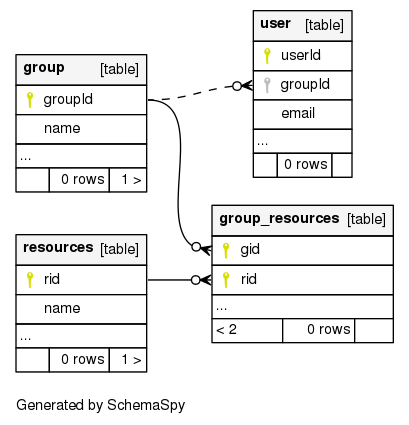 user [table]
userId
groupId
email
...
0 rows
group [table]
groupId
name
...
0 rows 1 >
group_resources [table]
gid
rid
...
< 2 0 rows
resources [table]
rid
name
...
0 rows 1 >
Generated by SchemaSpy